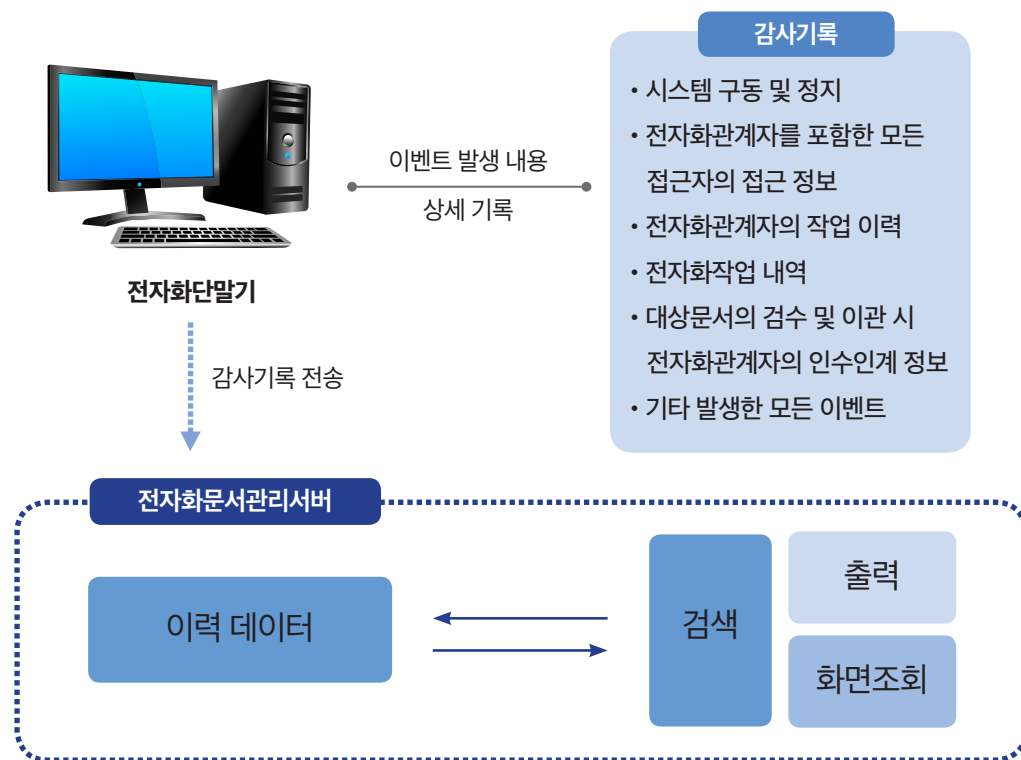 감사기록
• 시스템 구동 및 정지
• 전자화관계자를 포함한 모든
접근자의 접근 정보
• 전자화관계자의 작업 이력
• 전자화작업 내역
• 대상문서의 검수 및 이관 시
전자화관계자의 인수인계 정보
• 기타 발생한 모든 이벤트
이벤트 발생 내용
상세 기록
전자화단말기
감사기록 전송
전자화문서관리서버
이력 데이터
검색
출력
화면조회